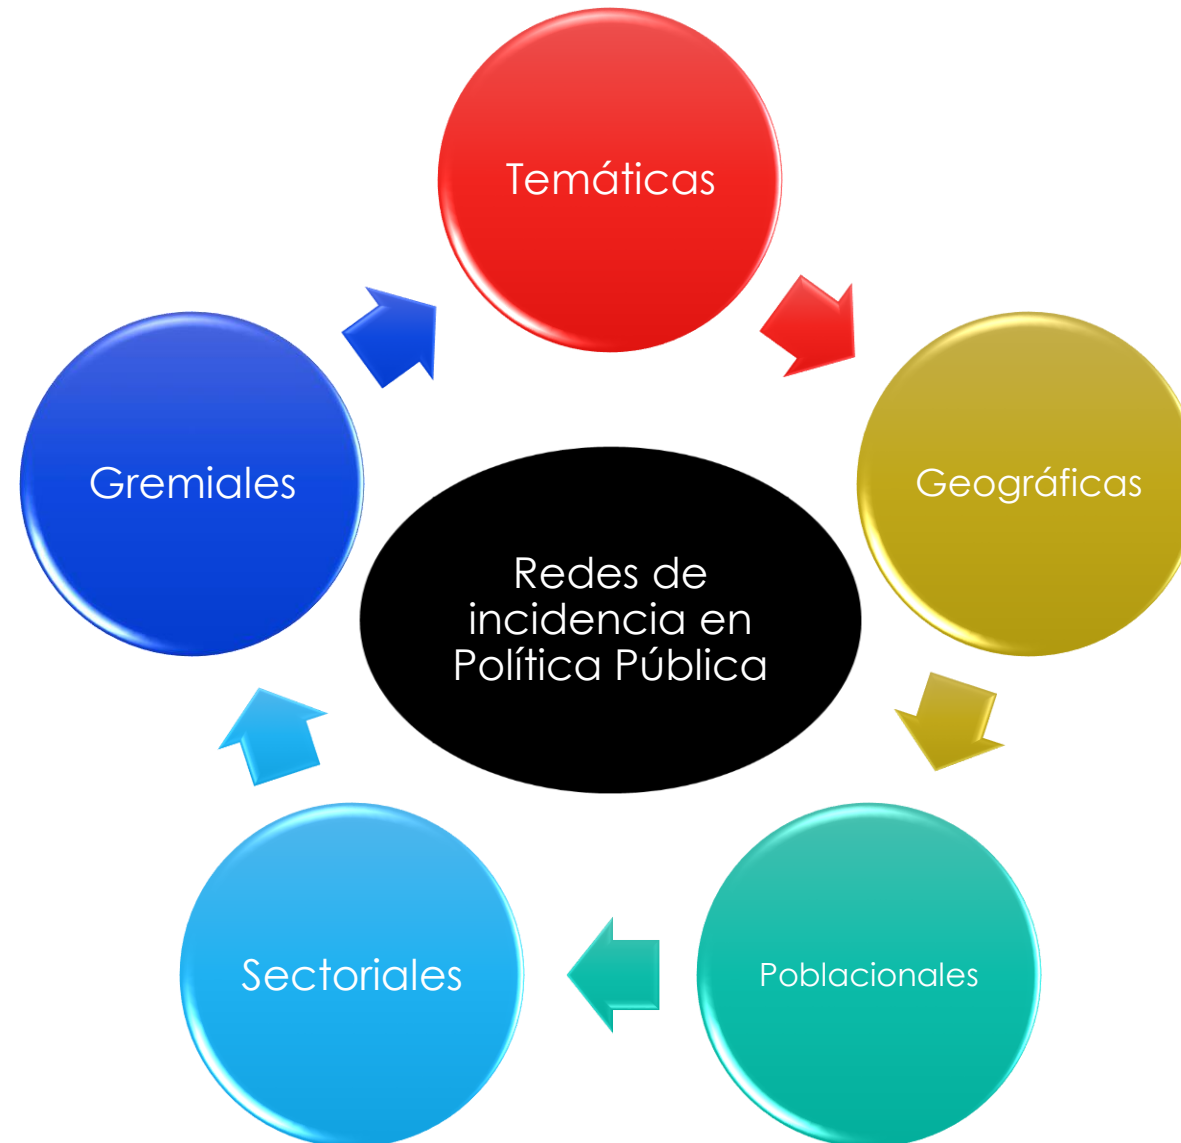 Temáticas
Gremiales
Geográficas
Redes de
incidencia en
Política Pública
Sectoriales
Poblacionales